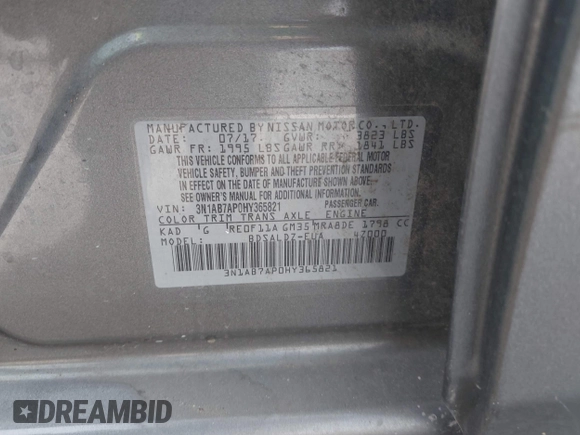 MANUFACTURED BY NISSAN MOTOR CO., LTD.
DATE: 07/17 GVWR: 3823 LBS
GAWR FR: 1995 LBS GAWR RR: 1841 LBS
THIS VEHICLE CONFORMS TO ALL APPLICABLE FEDERAL MOTOR
VEHICLE SAFETY, BUMPER AND THEFT PREVENTION STANDARDS
IN EFFECT ON THE DATE OF MANUFACTURE SHOWN ABOVE.
SEE OWNER'S MANUAL FOR ADDITIONAL INFORMATION.
VIN: 3N1AB7AP0HY365821 PASSENGER CAR.
COLOR TRIM TRANS AXLE ENGINE
KAD G RE0F11A GM35 MRA8DE 1798 CC
MODEL: BDSALDZ-EUA 47000
3N1AB7AP0HY365821
DREAMBID